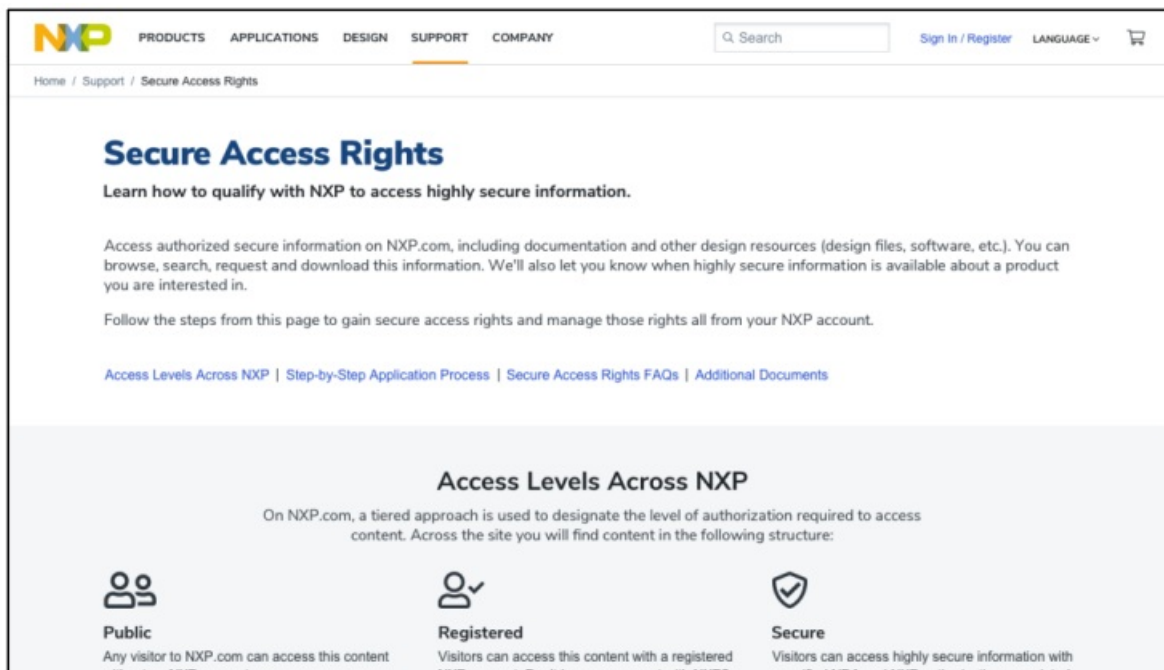 NXP PRODUCTS APPLICATIONS DESIGN SUPPORT COMPANY Search Sign In / Register LANGUAGE
Home / Support / Secure Access Rights
Secure Access Rights
Learn how to qualify with NXP to access highly secure information.
Access authorized secure information on NXP.com, including documentation and other design resources (design files, software, etc.). You can
browse, search, request and download this information. We'll also let you know when highly secure information is available about a product
you are interested in.
Follow the steps from this page to gain secure access rights and manage those rights all from your NXP account.
Access Levels Across NXP | Step-by-Step Application Process | Secure Access Rights FAQs | Additional Documents
Access Levels Across NXP
On NXP.com, a tiered approach is used to designate the level of authorization required to access
content. Across the site you will find content in the following structure:
Public Registered Secure
Any visitor to NXP.com can access this content Visitors can access this content with a registered Visitors can access highly secure information with